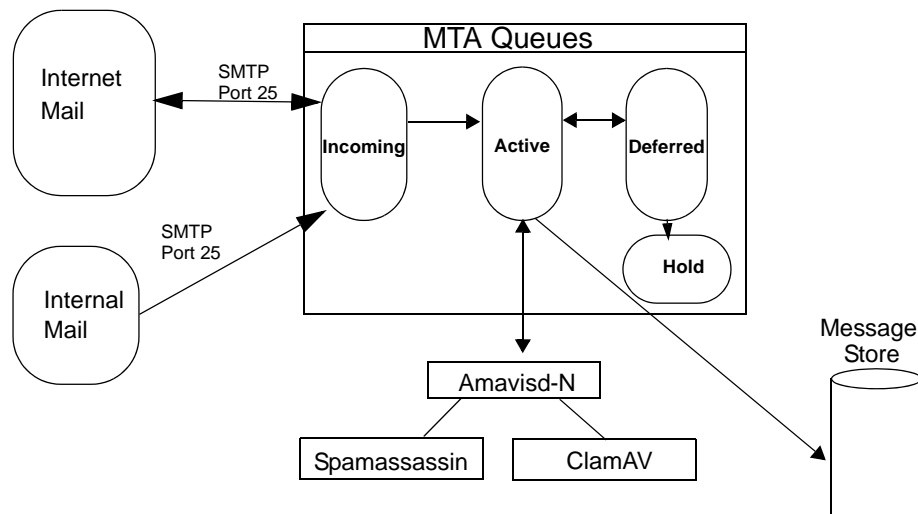 MTA Queues
Internet
Mail
SMTP
Port 25
Incoming
Active
Deferred
Hold
SMTP
Port 25
Internal
Mail
Message
Store
Amavisd-N
Spamassassin
ClamAV